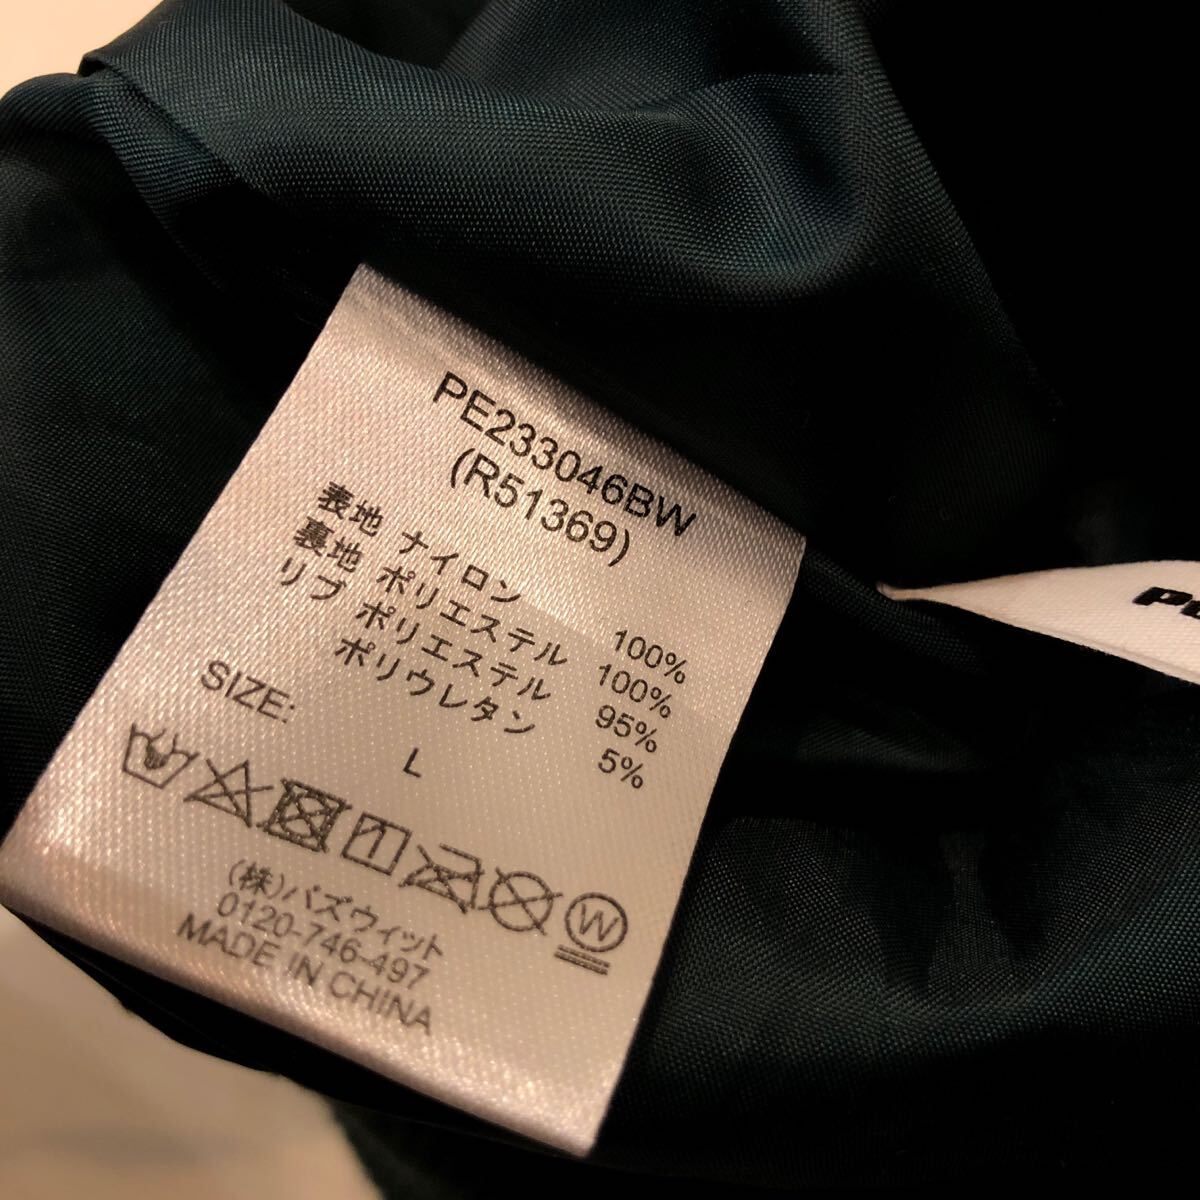 PE233046BW
(R51369)
表地 ナイロン 100%
裏地 ポリエステル 100%
リブ ポリエステル 95%
ポリウレタン 5%
SIZE: L
W
(株)バズウィット
0120-746-497
MADE IN CHINA